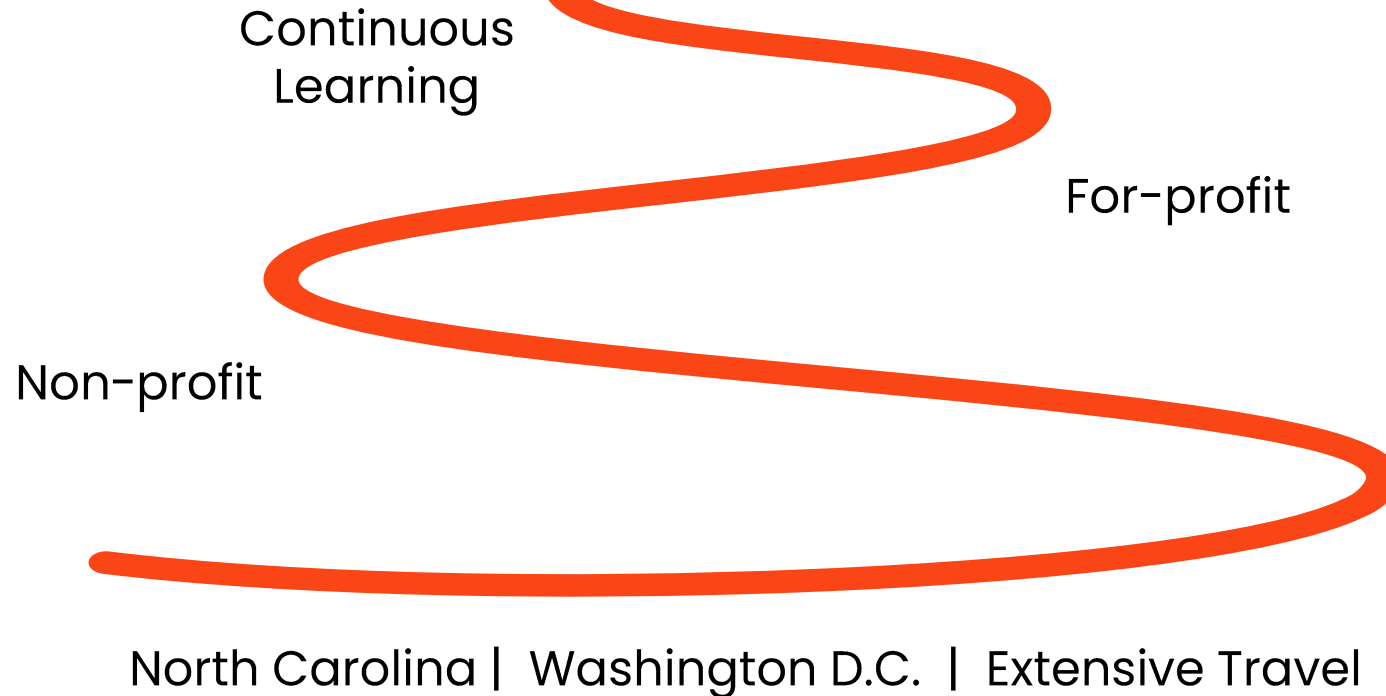 Continuous
Learning
For-profit
Non-profit
North Carolina | Washington D.C. | Extensive Travel